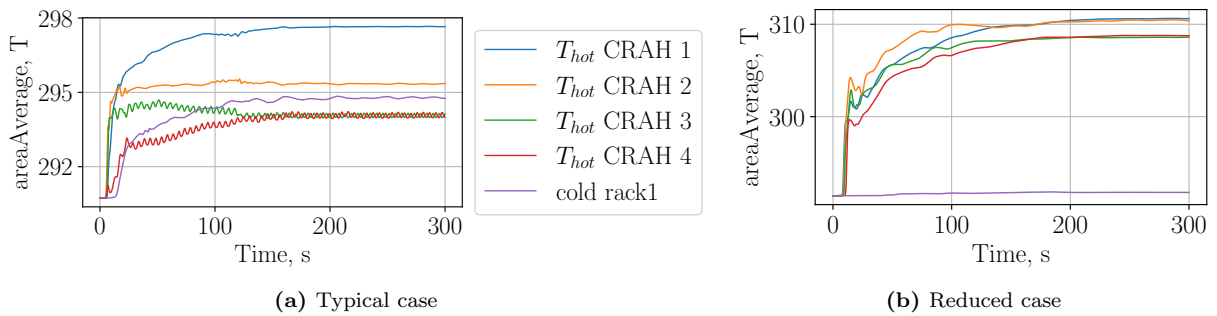 298
295
292
areaAverage, T
0
100
200
300
Time, s
(a) Typical case
T_hot CRAH 1
T_hot CRAH 2
T_hot CRAH 3
T_hot CRAH 4
cold rack1
310
300
areaAverage, T
0
100
200
300
Time, s
(b) Reduced case